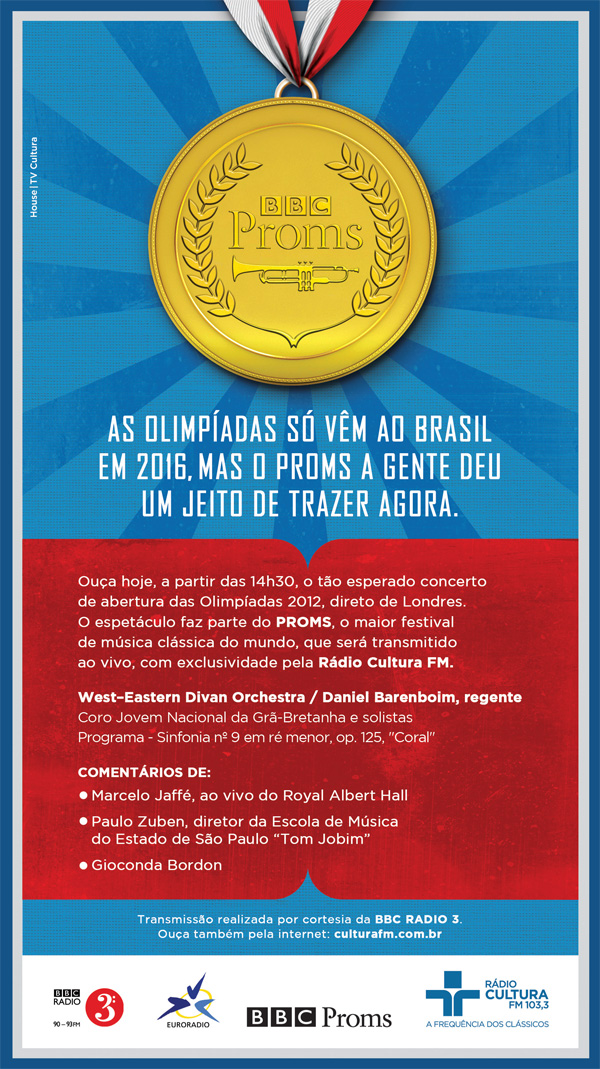 House | TV Cultura
BBC
Proms
AS OLIMPÍADAS SÓ VÊM AO BRASIL
EM 2016, MAS O PROMS A GENTE DEU
UM JEITO DE TRAZER AGORA.
Ouça hoje, a partir das 14h30, o tão esperado concerto
de abertura das Olimpíadas 2012, direto de Londres.
O espetáculo faz parte do PROMS, o maior festival
de música clássica do mundo, que será transmitido
ao vivo, com exclusividade pela Rádio Cultura FM.
West–Eastern Divan Orchestra / Daniel Barenboim, regente
Coro Jovem Nacional da Grã-Bretanha e solistas
Programa - Sinfonia nº 9 em ré menor, op. 125, "Coral"
COMENTÁRIOS DE:
● Marcelo Jaffé, ao vivo do Royal Albert Hall
● Paulo Zuben, diretor da Escola de Música
do Estado de São Paulo “Tom Jobim”
● Gioconda Bordon
Transmissão realizada por cortesia da BBC RADIO 3.
Ouça também pela internet: culturafm.com.br
BBC
RADIO
3
90 – 93 FM
EURORADIO
BBC Proms
RÁDIO
CULTURA
FM 103,3
A FREQUÊNCIA DOS CLÁSSICOS